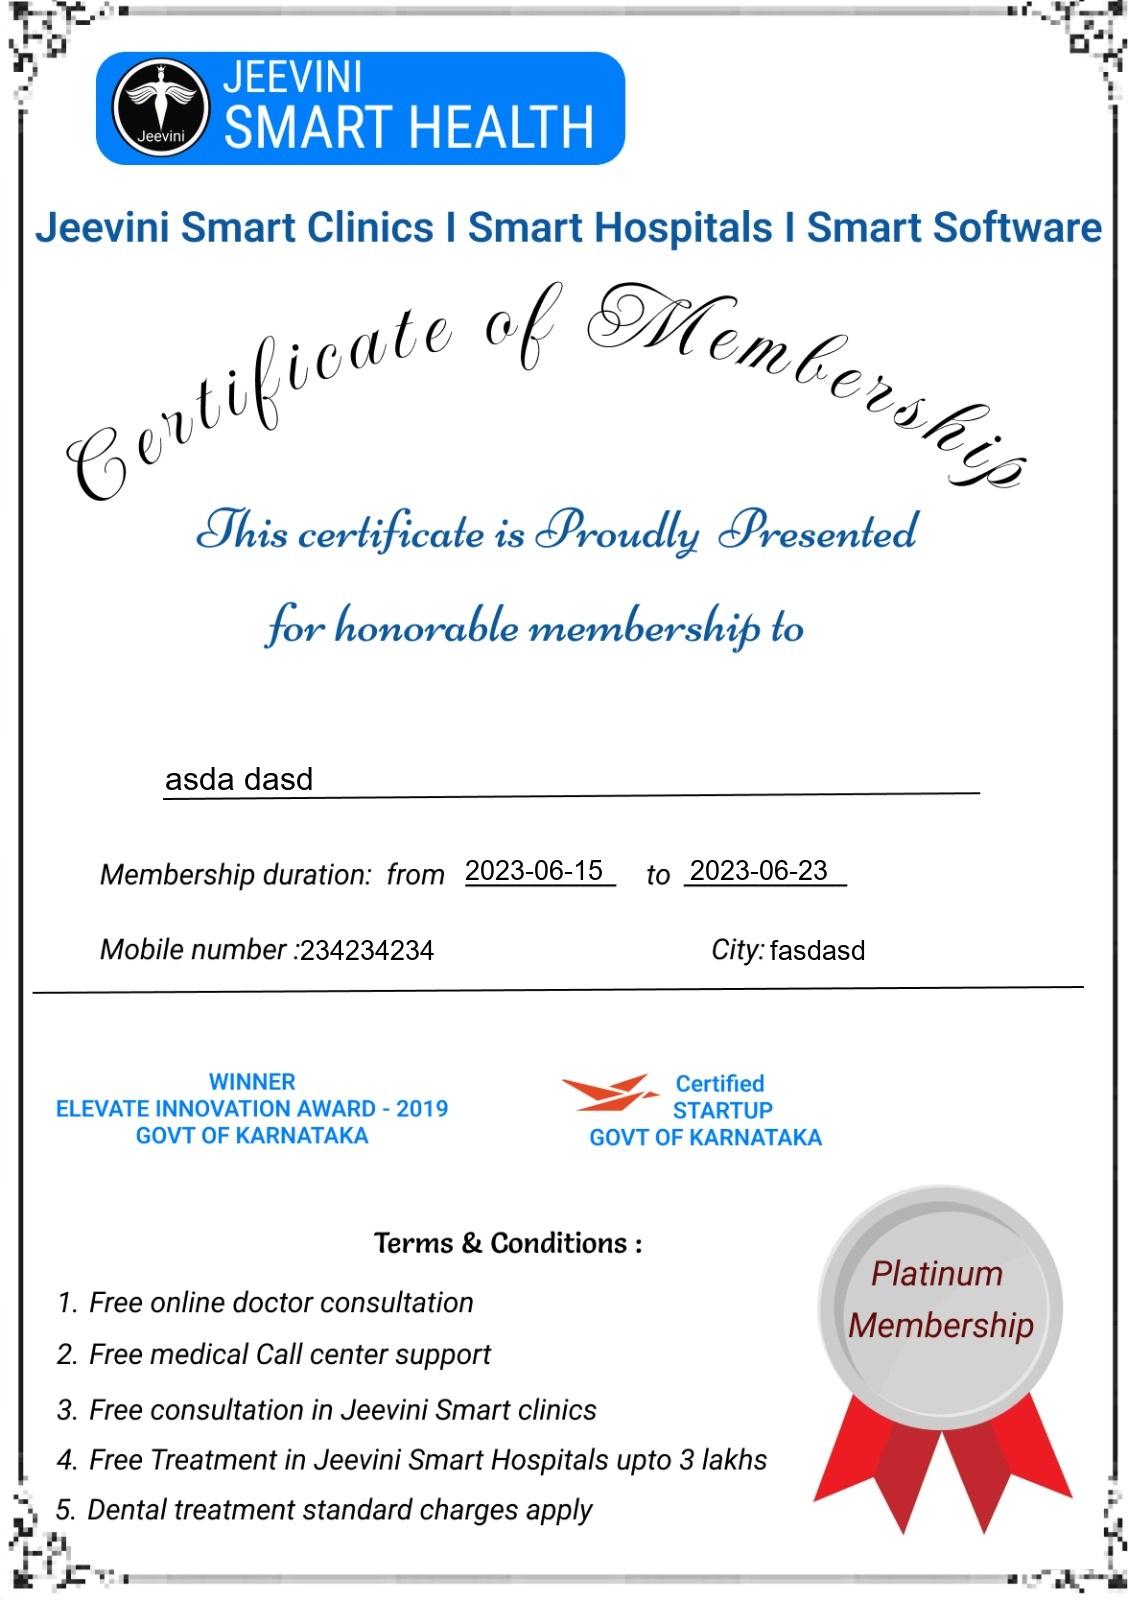 Jeevini
JEEVINI
SMART HEALTH
Jeevini Smart Clinics I Smart Hospitals I Smart Software
Certificate of Membership
This certificate is Proudly Presented
for honorable membership to
asda dasd
Membership duration: from 2023-06-15 to 2023-06-23
Mobile number :234234234 City: fasdasd
WINNER
ELEVATE INNOVATION AWARD - 2019
GOVT OF KARNATAKA
Certified
STARTUP
GOVT OF KARNATAKA
Terms & Conditions :
1. Free online doctor consultation
2. Free medical Call center support
3. Free consultation in Jeevini Smart clinics
4. Free Treatment in Jeevini Smart Hospitals upto 3 lakhs
5. Dental treatment standard charges apply
Platinum
Membership